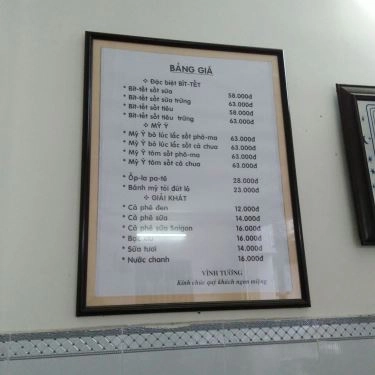 BẢNG GIÁ
❖ Đặc biệt BÍT-TẾT
* Bít-tết sốt sữa 58.000đ
* Bít-tết sốt sữa trứng 63.000đ
* Bít-tết sốt tiêu 58.000đ
* Bít-tết sốt tiêu trứng 63.000đ
❖ MỲ Ý
* Mỳ Ý bò lúc lắc sốt phô-ma 63.000đ
* Mỳ Ý bò lúc lắc sốt cà chua 63.000đ
* Mỳ Ý tôm sốt phô-ma 63.000đ
* Mỳ Ý tôm sốt cà chua 63.000đ
* Ốp-la pa-tê 28.000đ
* Bánh mỳ tỏi đút lò 23.000đ
❖ GIẢI KHÁT
* Cà phê đen 12.000đ
* Cà phê sữa 14.000đ
* Cà phê sữa Saigon 16.000đ
* Bạc xỉu 16.000đ
* Sữa tươi 14.000đ
* Nước chanh 16.000đ
VĨNH TƯỜNG
Kính chúc quý khách ngon miệng